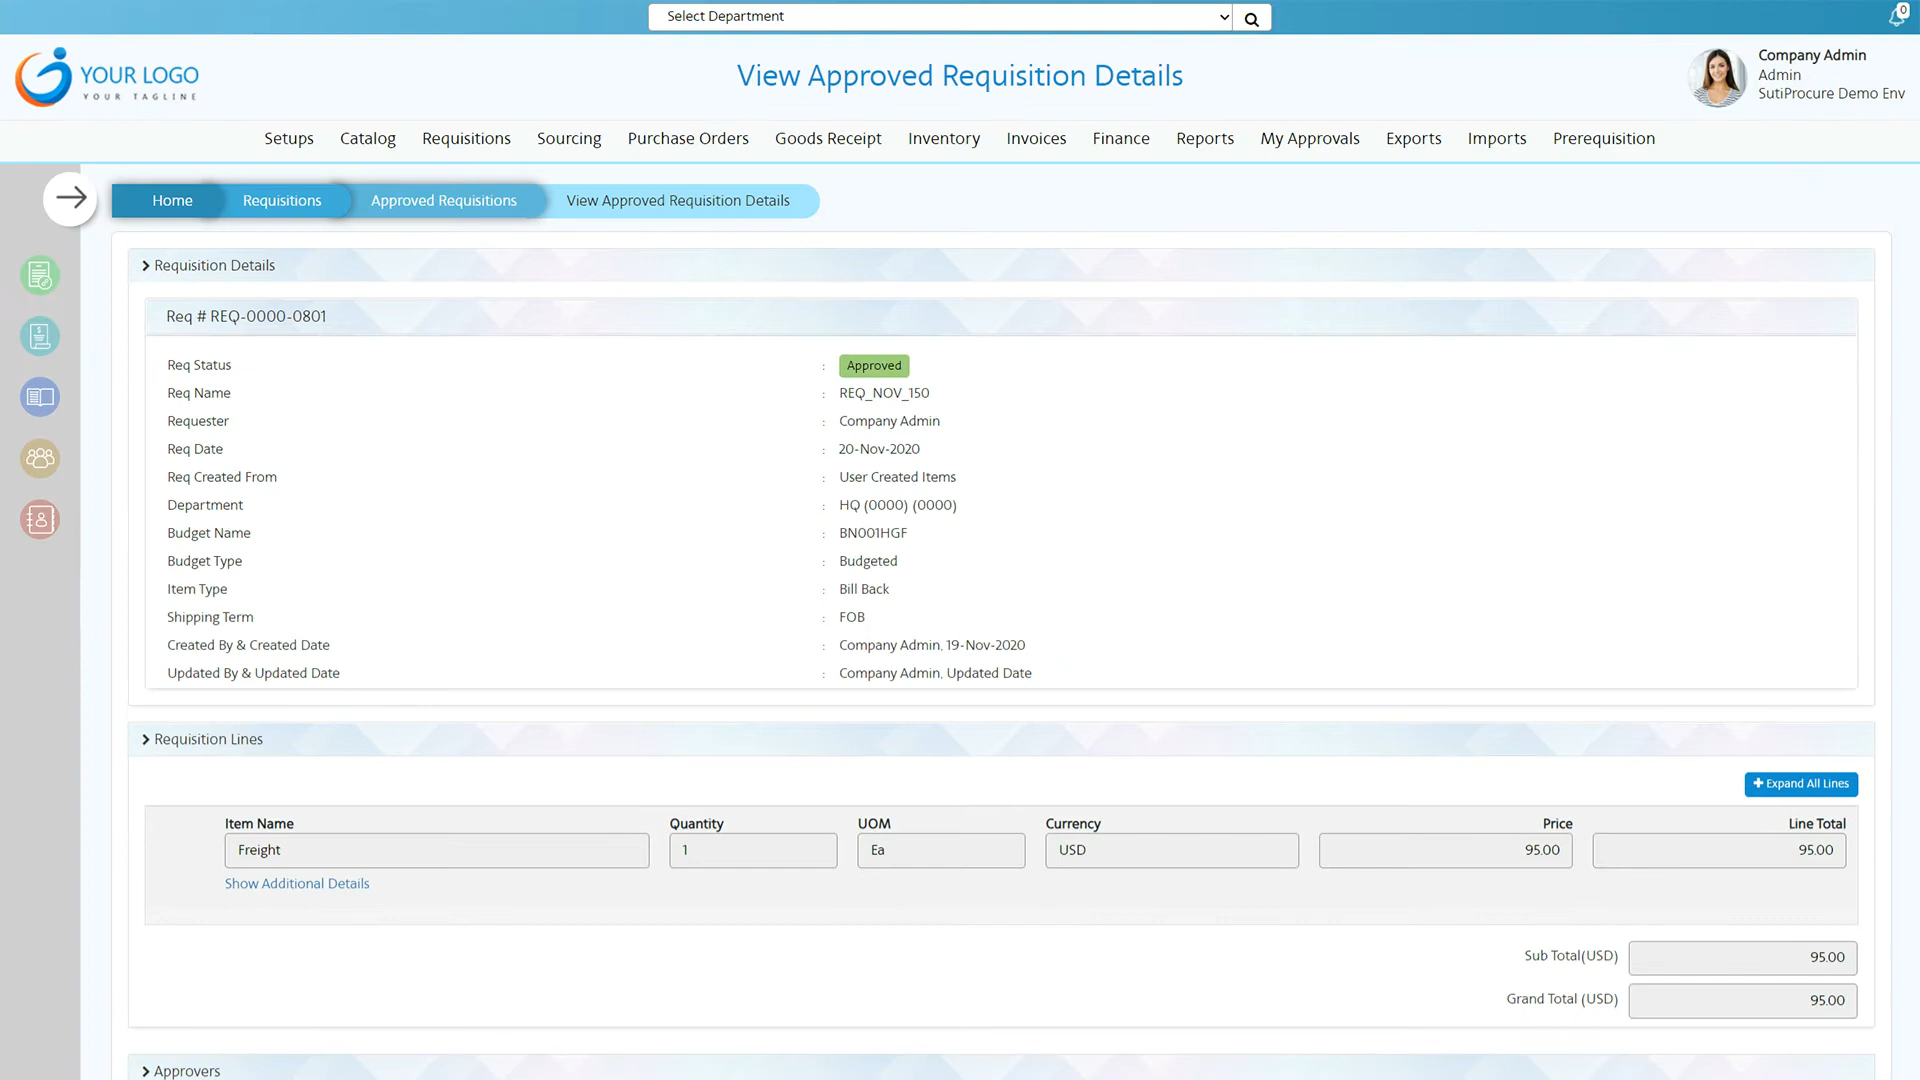 Select Department
0
YOUR LOGO
YOUR TAGLINE
View Approved Requisition Details
Company Admin
Admin
SutiProcure Demo Env
Setups Catalog Requisitions Sourcing Purchase Orders Goods Receipt Inventory Invoices Finance Reports My Approvals Exports Imports Prerequisition
Home Requisitions Approved Requisitions View Approved Requisition Details
Requisition Details
Req # REQ-0000-0801
Req Status : Approved
Req Name : REQ_NOV_150
Requester : Company Admin
Req Date : 20-Nov-2020
Req Created From : User Created Items
Department : HQ (0000) (0000)
Budget Name : BN001HGF
Budget Type : Budgeted
Item Type : Bill Back
Shipping Term : FOB
Created By & Created Date : Company Admin, 19-Nov-2020
Updated By & Updated Date : Company Admin, Updated Date
Requisition Lines
Expand All Lines
Item Name Quantity UOM Currency Price Line Total
Freight 1 Ea USD 95.00 95.00
Show Additional Details
Sub Total(USD) 95.00
Grand Total (USD) 95.00
Approvers